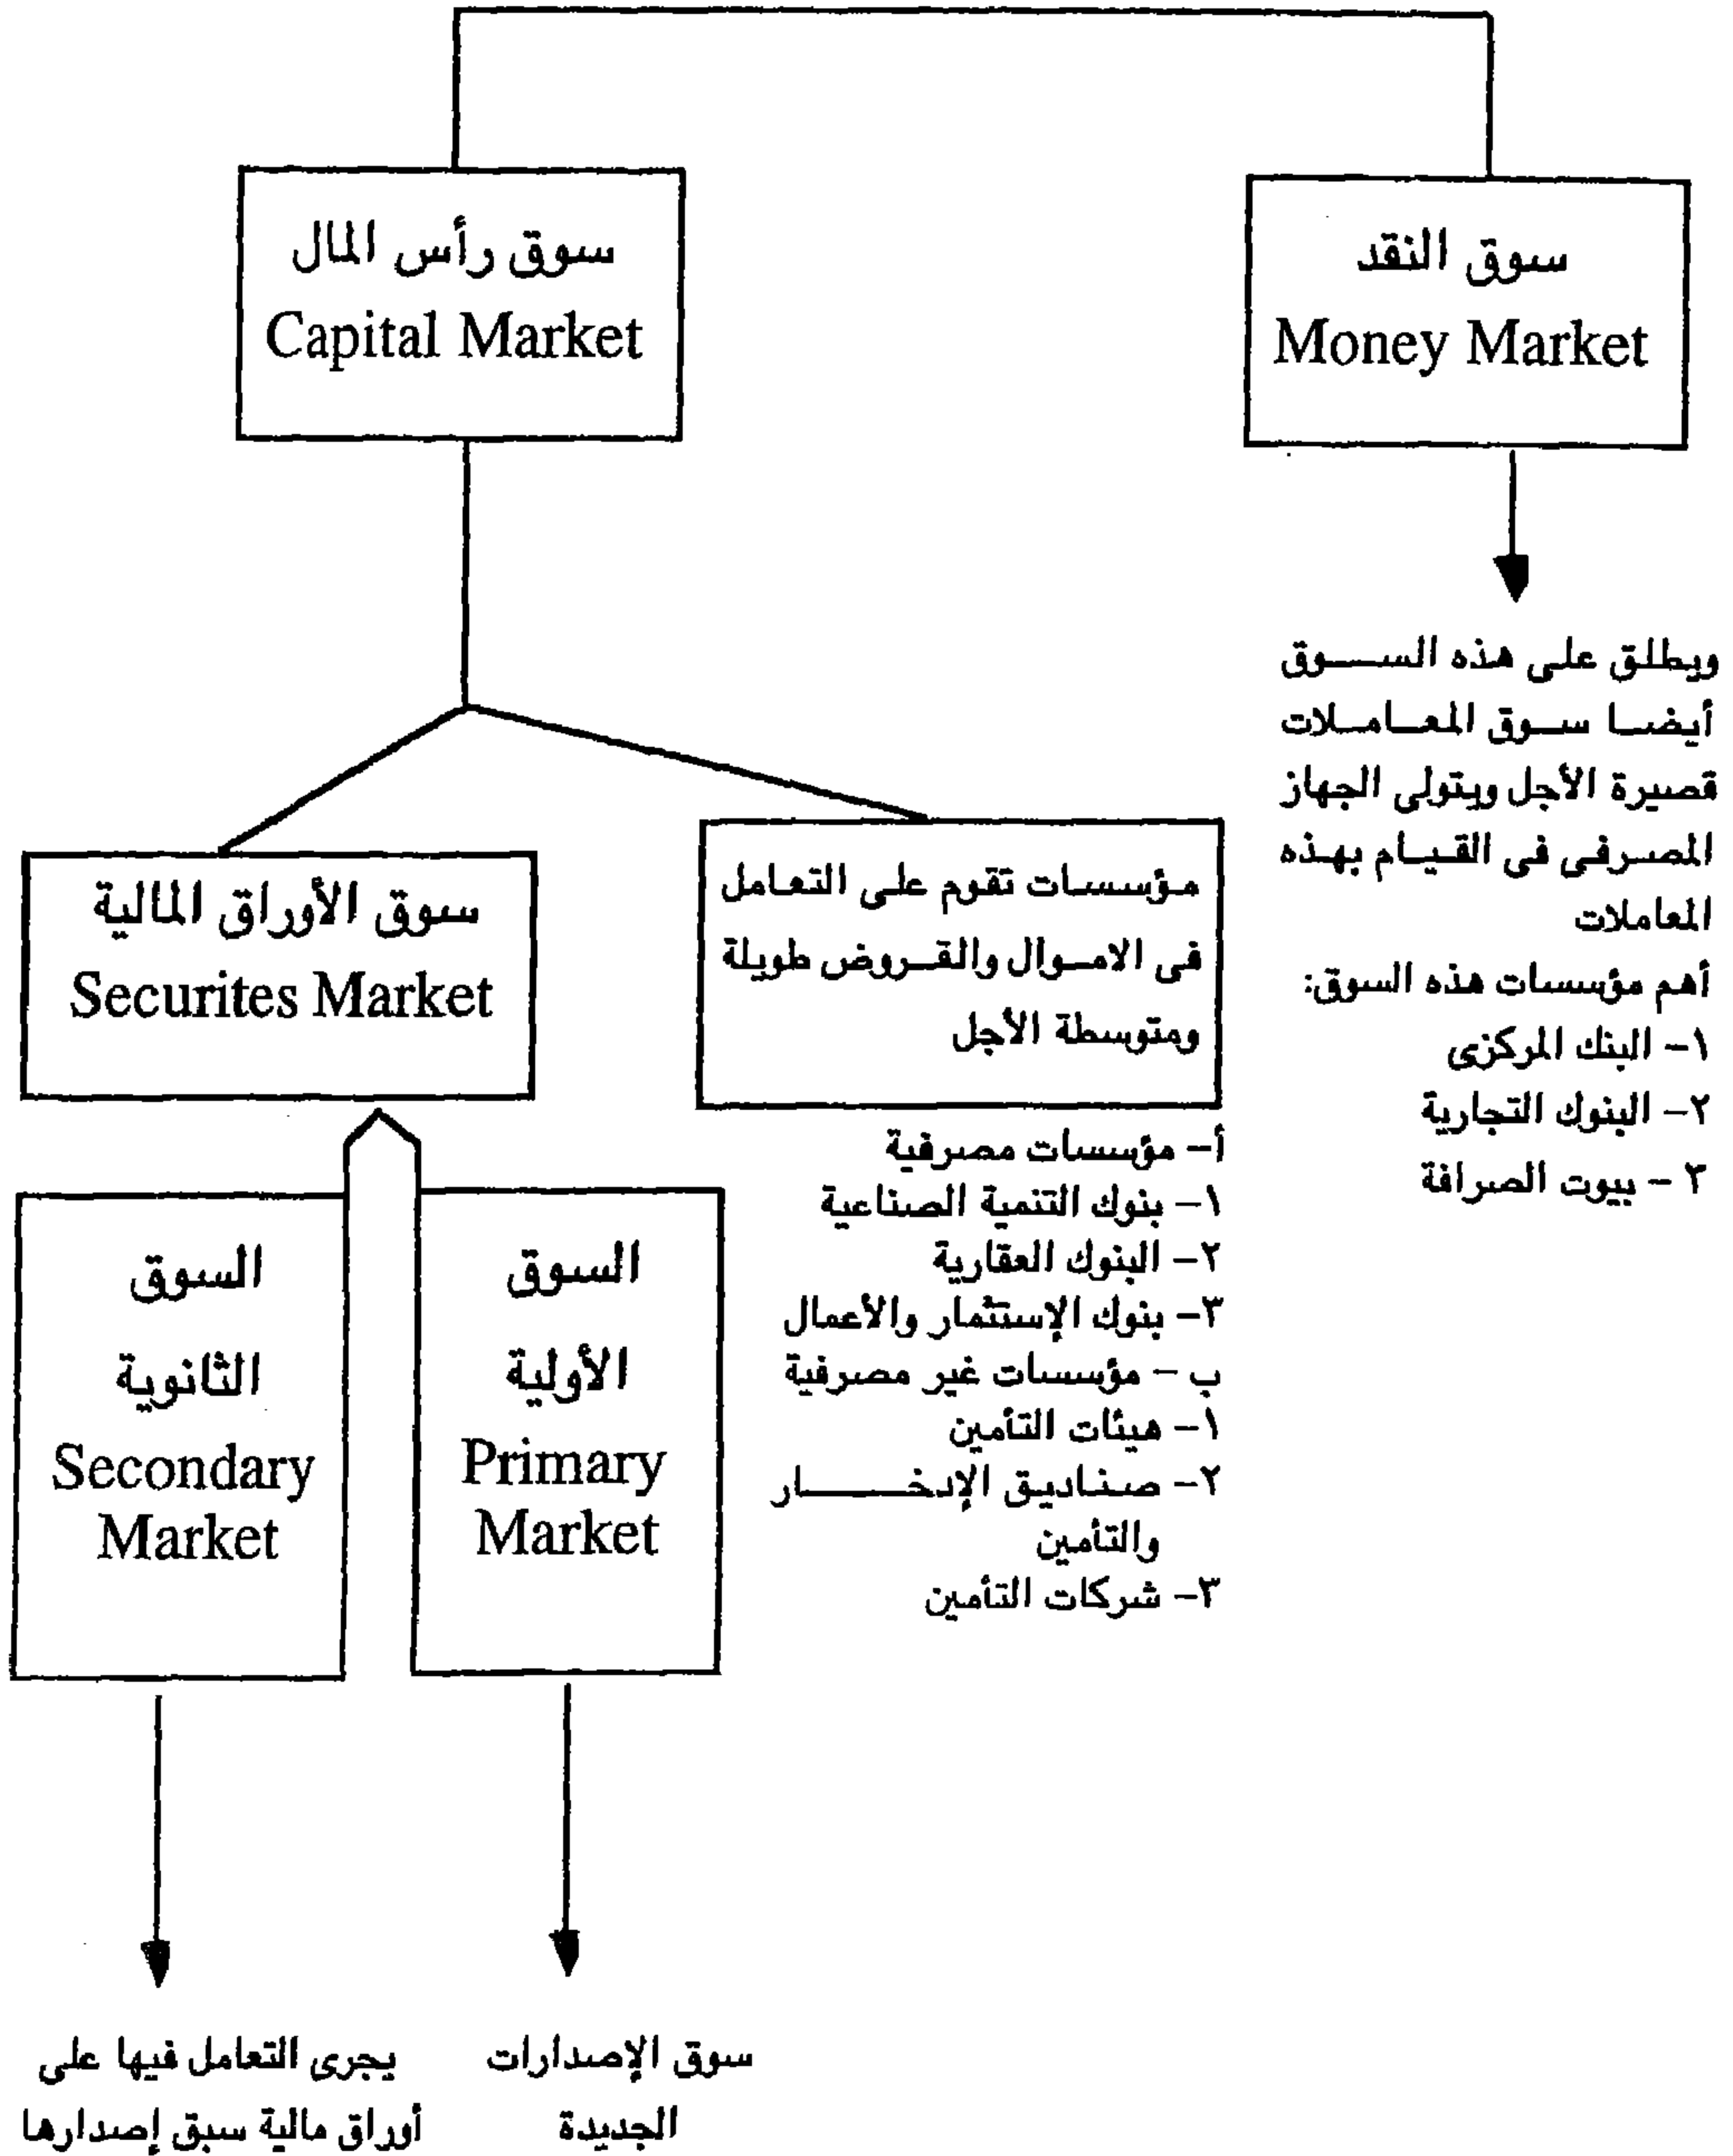 سوق النقد
Money Market
ويطلق على هذه الســـوق
أيضا سوق المعاملات
قصيرة الأجل ويتولى الجهاز
المصرفى فى القيام بهذه
المعاملات
أهم مؤسسات هذه السوق:
١- البنك المركزى
٢- البنوك التجارية
٣ - بيوت الصرافة
سوق رأس المال
Capital Market
مؤسسات تقوم على التعامل
فى الاموال والقروض طويلة
ومتوسطة الأجل
أ- مؤسسات مصرفية
١- بنوك التنمية الصناعية
٢- البنوك العقارية
٣- بنوك الإستثمار والأعمال
ب - مؤسسات غير مصرفية
١- هيئات التأمين
٢- صناديق الإدخـــــار
والتأمين
٣- شركات التأمين
سوق الأوراق المالية
Securites Market
السوق
الأولية
Primary
Market
سوق الإصدارات
الجديدة
السوق
الثانوية
Secondary
Market
يجرى التعامل فيها على
أوراق مالية سبق إصدارها